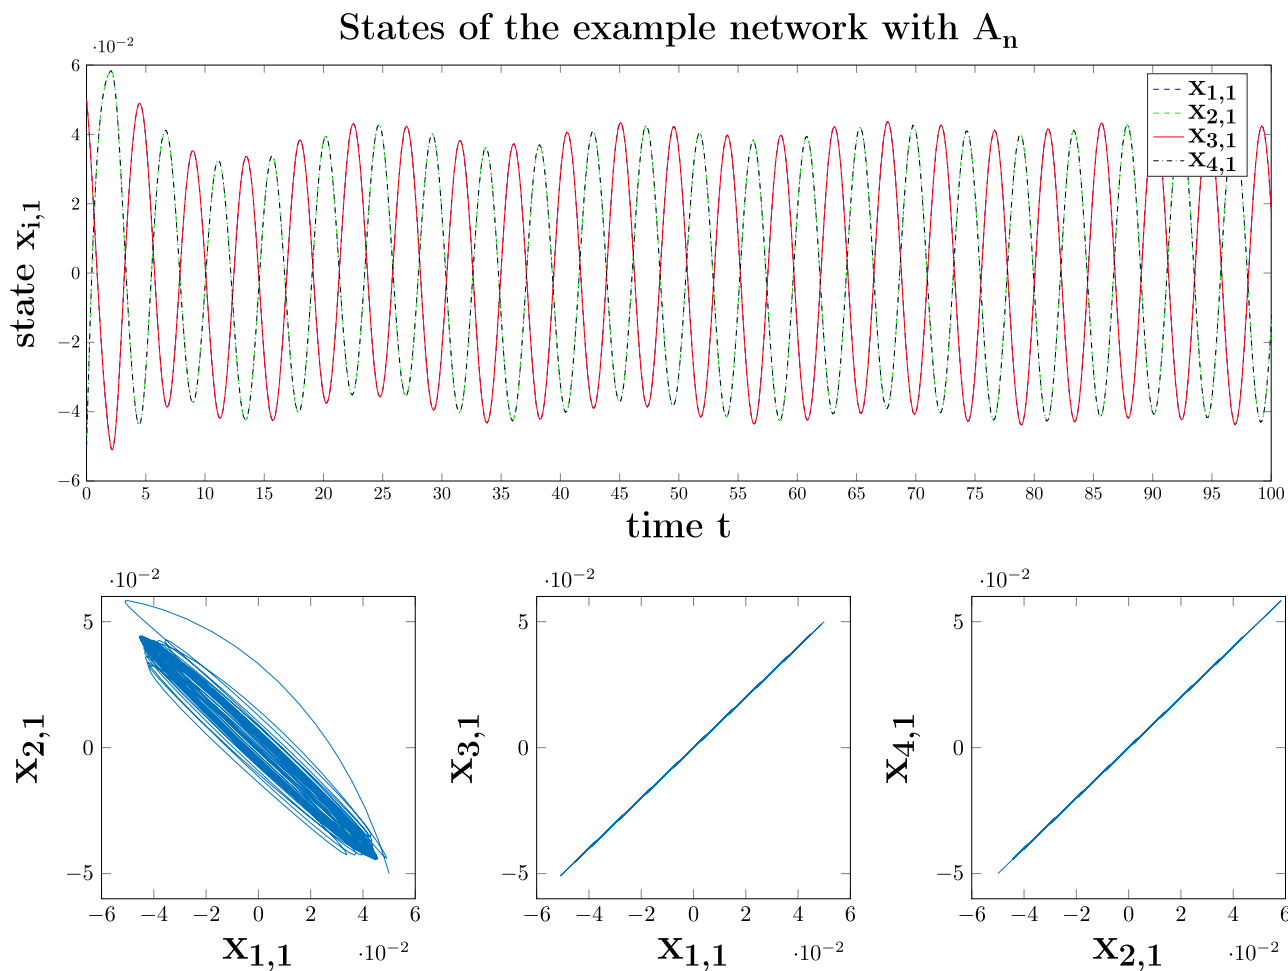 States of the example network with Aₙ
·10⁻²
6
4
2
0
−2
−4
−6
state xᵢ,₁
x₁,₁
x₂,₁
x₃,₁
x₄,₁
0 5 10 15 20 25 30 35 40 45 50 55 60 65 70 75 80 85 90 95 100
time t
·10⁻²
5
0
−5
x₂,₁
−6 −4 −2 0 2 4 6
x₁,₁
·10⁻²
·10⁻²
5
0
−5
x₃,₁
−6 −4 −2 0 2 4 6
x₁,₁
·10⁻²
·10⁻²
5
0
−5
x₄,₁
−6 −4 −2 0 2 4 6
x₂,₁
·10⁻²